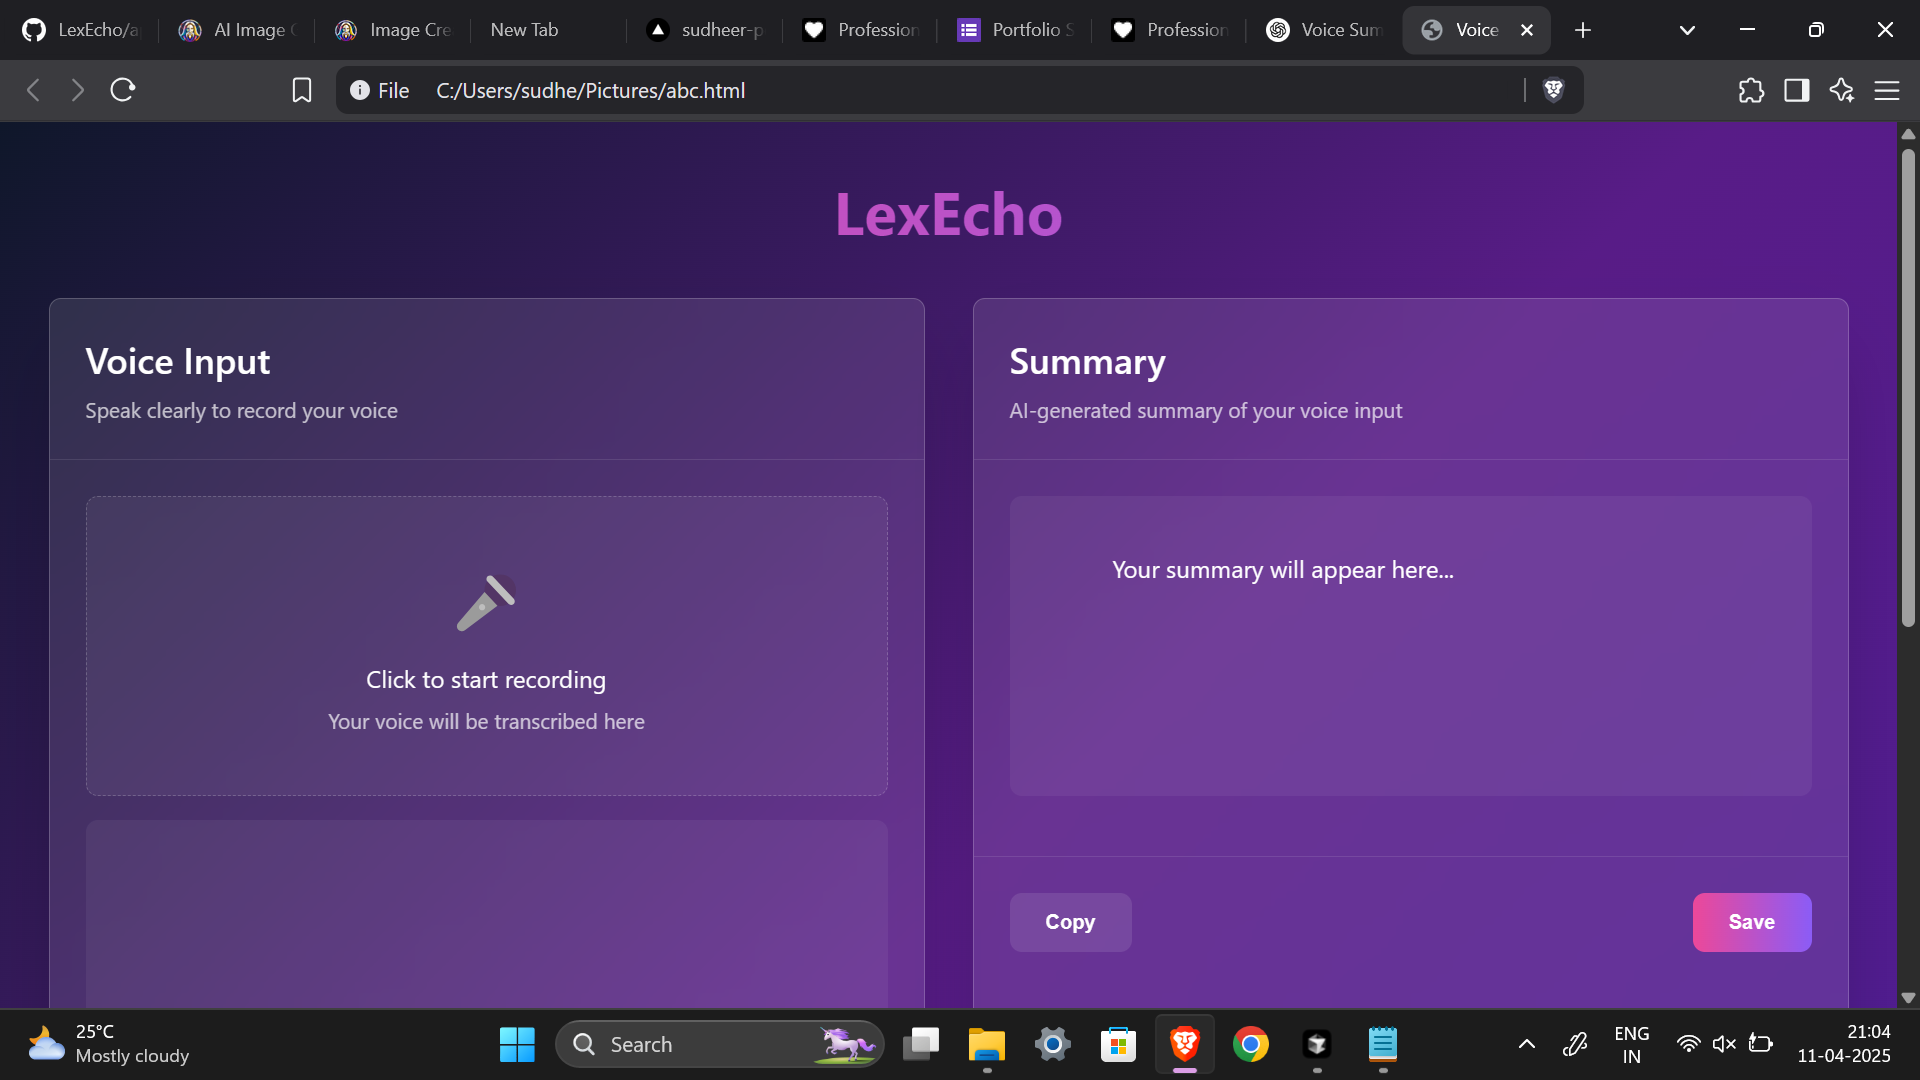 LexEcho/a
AI Image
Image Cre
New Tab
sudheer-p
Profession
Portfolio S
Profession
Voice Sum
Voice
File C:/Users/sudhe/Pictures/abc.html
LexEcho
Voice Input
Speak clearly to record your voice
Click to start recording
Your voice will be transcribed here
Summary
AI-generated summary of your voice input
Your summary will appear here...
Copy
Save
25°C
Mostly cloudy
Search
ENG
IN
21:04
11-04-2025